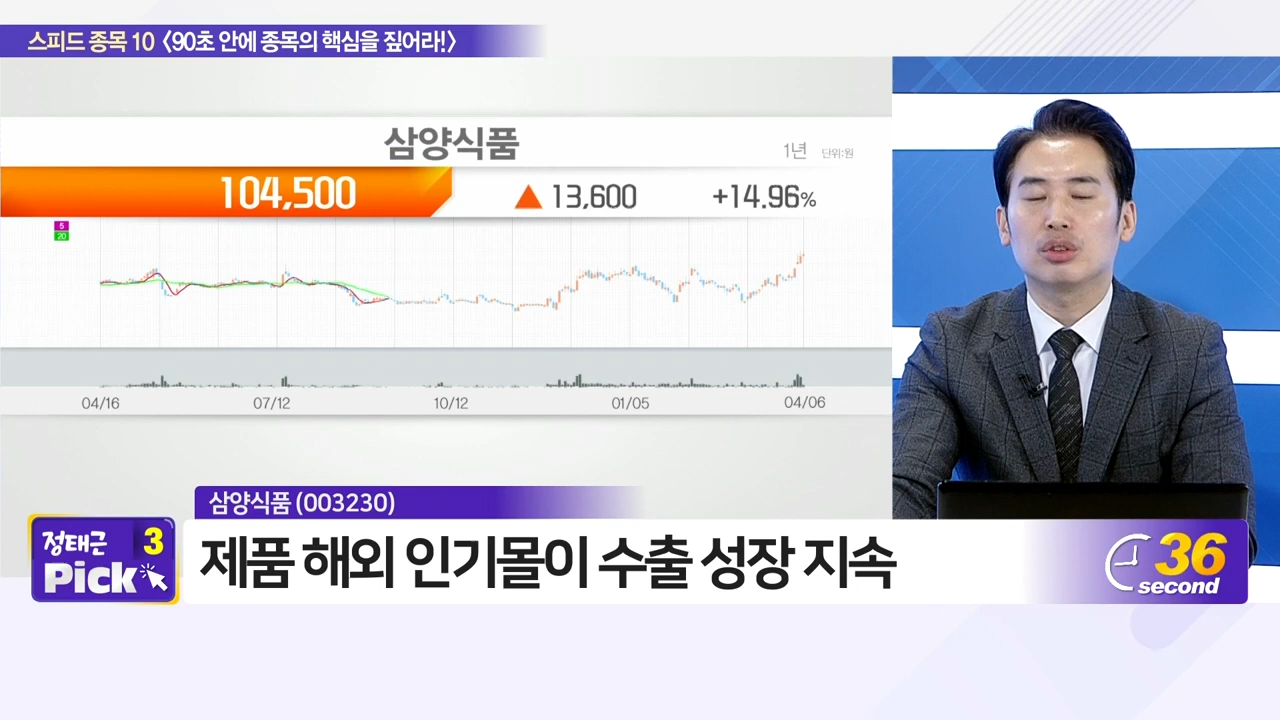 스피드 종목 10 〈90초 안에 종목의 핵심을 짚어라!〉
삼양식품
1년 단위:원
104,500 ▲ 13,600 +14.96%
5
20
04/16 07/12 10/12 01/05 04/06
삼양식품 (003230)
정태근 3
Pick
제품 해외 인기몰이 수출 성장 지속
36
second